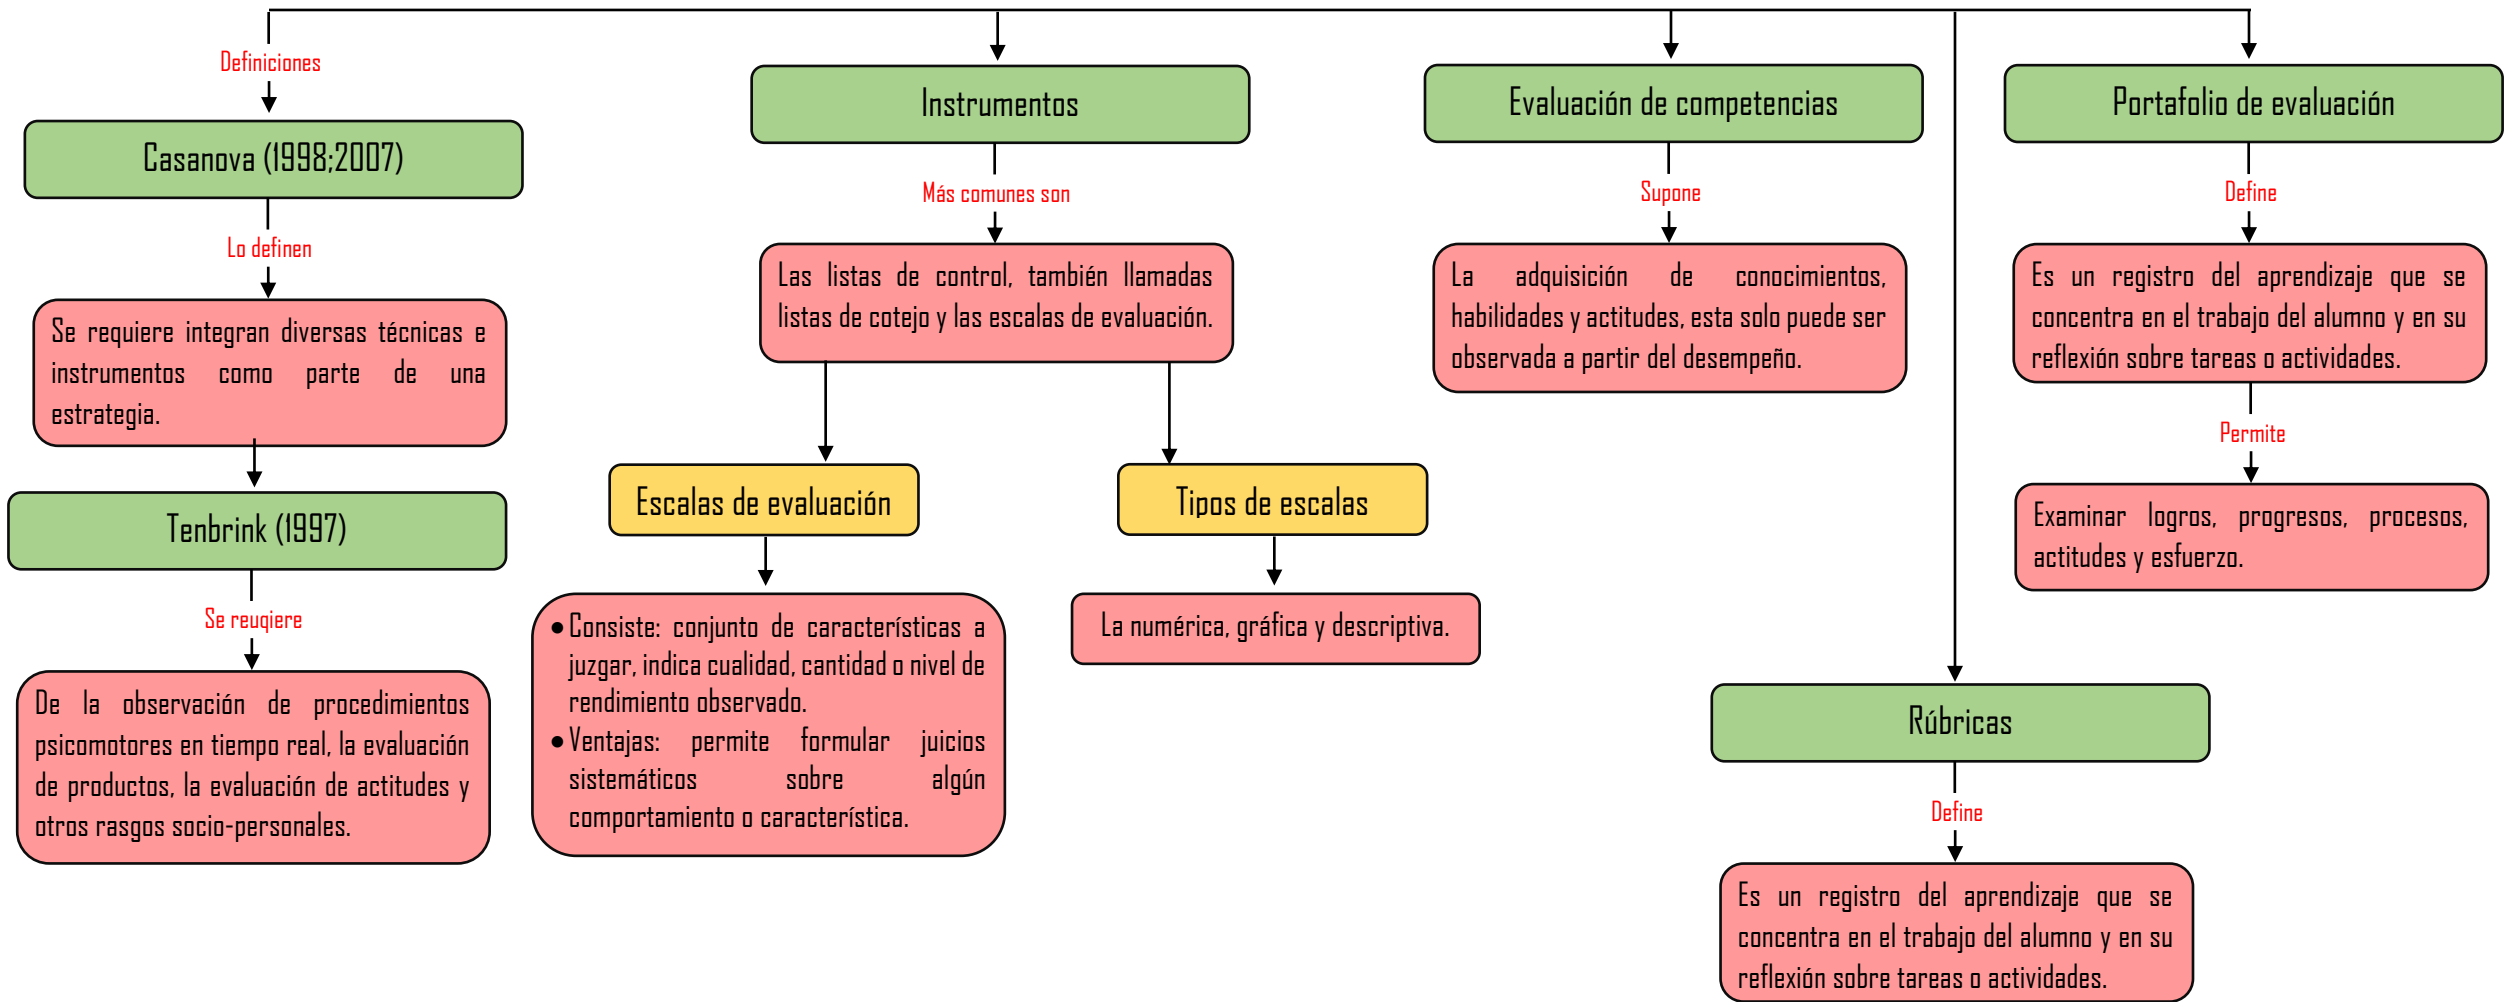 Definiciones
Casanova (1998;2007)
Lo definen
Se requiere integran diversas técnicas e
instrumentos como parte de una
estrategia.
Tenbrink (1997)
Se reuqiere
De la observación de procedimientos
psicomotores en tiempo real, la evaluación
de productos, la evaluación de actitudes y
otros rasgos socio-personales.
Instrumentos
Más comunes son
Las listas de control, también llamadas
listas de cotejo y las escalas de evaluación.
Escalas de evaluación
• Consiste: conjunto de características a
juzgar, indica cualidad, cantidad o nivel de
rendimiento observado.
• Ventajas: permite formular juicios
sistemáticos sobre algún
comportamiento o característica.
Tipos de escalas
La numérica, gráfica y descriptiva.
Evaluación de competencias
Supone
La adquisición de conocimientos,
habilidades y actitudes, esta solo puede ser
observada a partir del desempeño.
Rúbricas
Define
Es un registro del aprendizaje que se
concentra en el trabajo del alumno y en su
reflexión sobre tareas o actividades.
Portafolio de evaluación
Define
Es un registro del aprendizaje que se
concentra en el trabajo del alumno y en su
reflexión sobre tareas o actividades.
Permite
Examinar logros, progresos, procesos,
actitudes y esfuerzo.